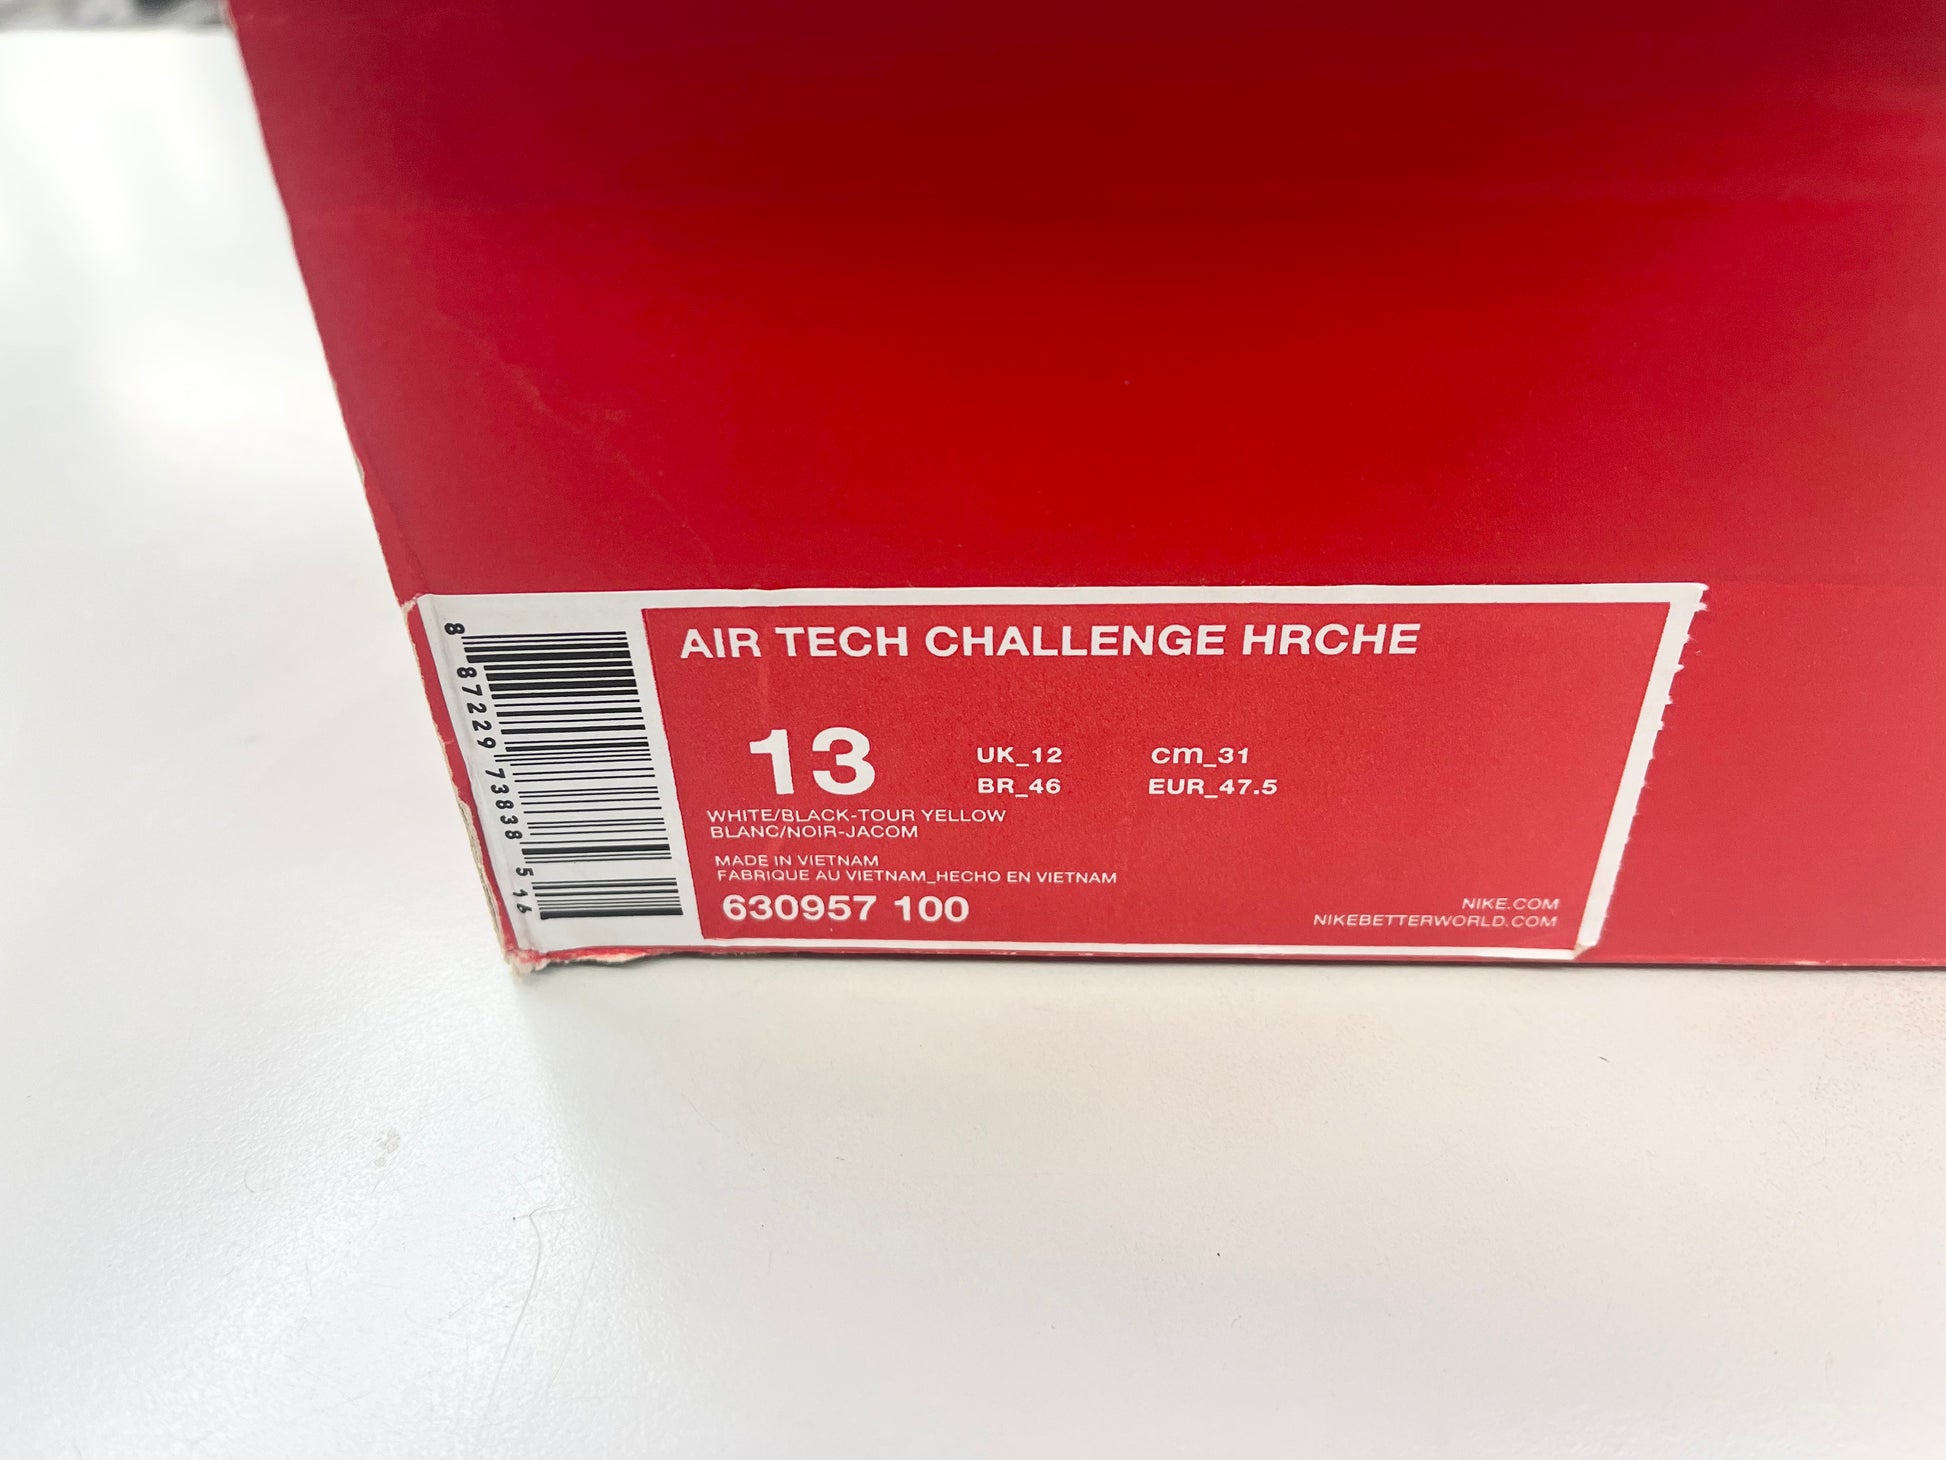 AIR TECH CHALLENGE HRCHE
13
UK_12 cm_31
BR_46 EUR_47.5
WHITE/BLACK-TOUR YELLOW
BLANC/NOIR-JACOM
MADE IN VIETNAM
FABRIQUE AU VIETNAM_HECHO EN VIETNAM
630957 100
NIKE.COM
NIKEBETTERWORLD.COM
8 87229 73838 5 16